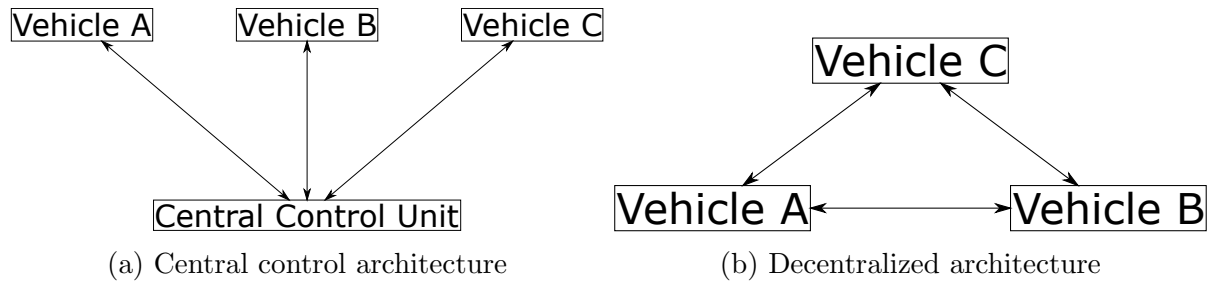 Vehicle A
Vehicle B
Vehicle C
Central Control Unit
(a) Central control architecture
Vehicle C
Vehicle A
Vehicle B
(b) Decentralized architecture